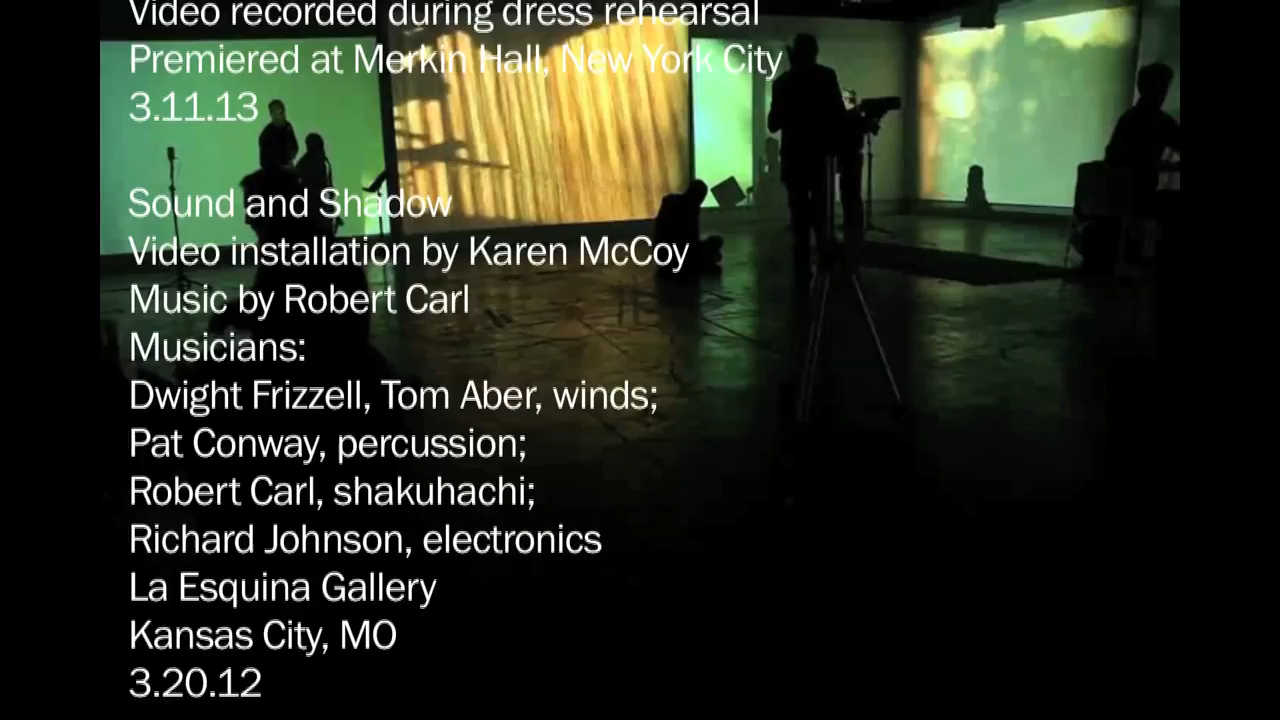 Video recorded during dress rehearsal
Premiered at Merkin Hall, New York City
3.11.13
Sound and Shadow
Video installation by Karen McCoy
Music by Robert Carl
Musicians:
Dwight Frizzell, Tom Aber, winds;
Pat Conway, percussion;
Robert Carl, shakuhachi;
Richard Johnson, electronics
La Esquina Gallery
Kansas City, MO
3.20.12